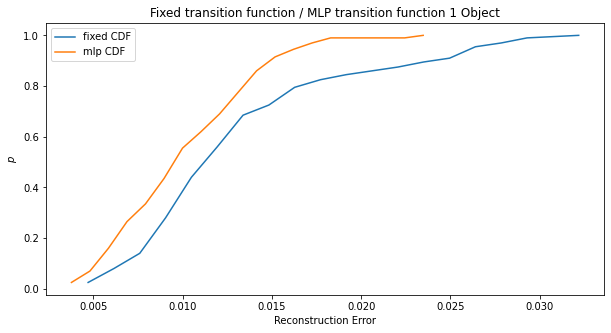 Fixed transition function / MLP transition function 1 Object
fixed CDF
mlp CDF
1.0
0.8
0.6
0.4
0.2
0.0
p
0.005 0.010 0.015 0.020 0.025 0.030
Reconstruction Error